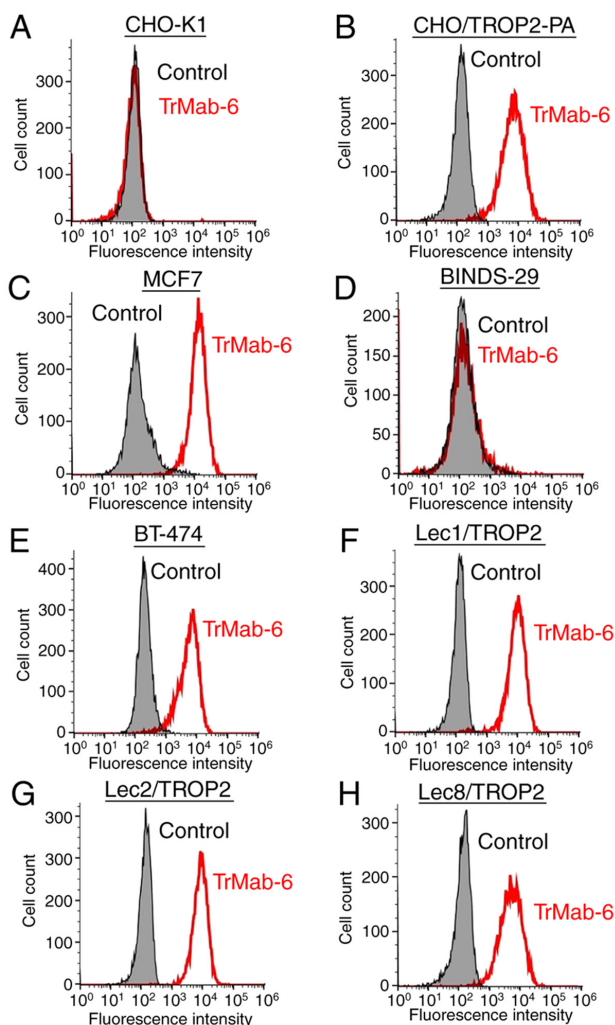 A
CHO-K1
Control
TrMab-6
Cell count
300
200
100
0
10⁰ 10¹ 10² 10³ 10⁴ 10⁵ 10⁶
Fluorescence intensity
B
CHO/TROP2-PA
Control
TrMab-6
Cell count
300
200
100
0
10⁰ 10¹ 10² 10³ 10⁴ 10⁵ 10⁶
Fluorescence intensity
C
MCF7
Control
TrMab-6
Cell count
300
200
100
0
10⁰ 10¹ 10² 10³ 10⁴ 10⁵ 10⁶
Fluorescence intensity
D
BINDS-29
Control
TrMab-6
Cell count
200
150
100
50
0
10⁰ 10¹ 10² 10³ 10⁴ 10⁵ 10⁶
Fluorescence intensity
E
BT-474
Control
TrMab-6
Cell count
400
300
200
100
0
10⁰ 10¹ 10² 10³ 10⁴ 10⁵ 10⁶
Fluorescence intensity
F
Lec1/TROP2
Control
TrMab-6
Cell count
300
200
100
0
10⁰ 10¹ 10² 10³ 10⁴ 10⁵ 10⁶
Fluorescence intensity
G
Lec2/TROP2
Control
TrMab-6
Cell count
300
200
100
0
10⁰ 10¹ 10² 10³ 10⁴ 10⁵ 10⁶
Fluorescence intensity
H
Lec8/TROP2
Control
TrMab-6
Cell count
300
200
100
0
10⁰ 10¹ 10² 10³ 10⁴ 10⁵ 10⁶
Fluorescence intensity